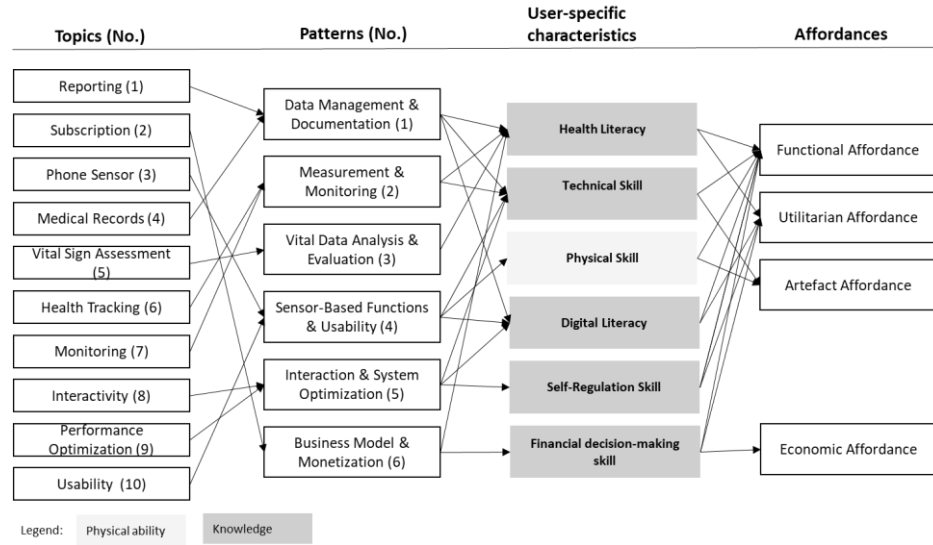 Topics (No.)
Patterns (No.)
User-specific
characteristics
Affordances
Reporting (1)
Subscription (2)
Phone Sensor (3)
Medical Records (4)
Vital Sign Assessment
(5)
Health Tracking (6)
Monitoring (7)
Interactivity (8)
Performance
Optimization (9)
Usability (10)
Data Management &
Documentation (1)
Measurement &
Monitoring (2)
Vital Data Analysis &
Evaluation (3)
Sensor-Based Functions
& Usability (4)
Interaction & System
Optimization (5)
Business Model &
Monetization (6)
Health Literacy
Technical Skill
Physical Skill
Digital Literacy
Self-Regulation Skill
Financial decision-making
skill
Functional Affordance
Utilitarian Affordance
Artefact Affordance
Economic Affordance
Legend:
Physical ability
Knowledge